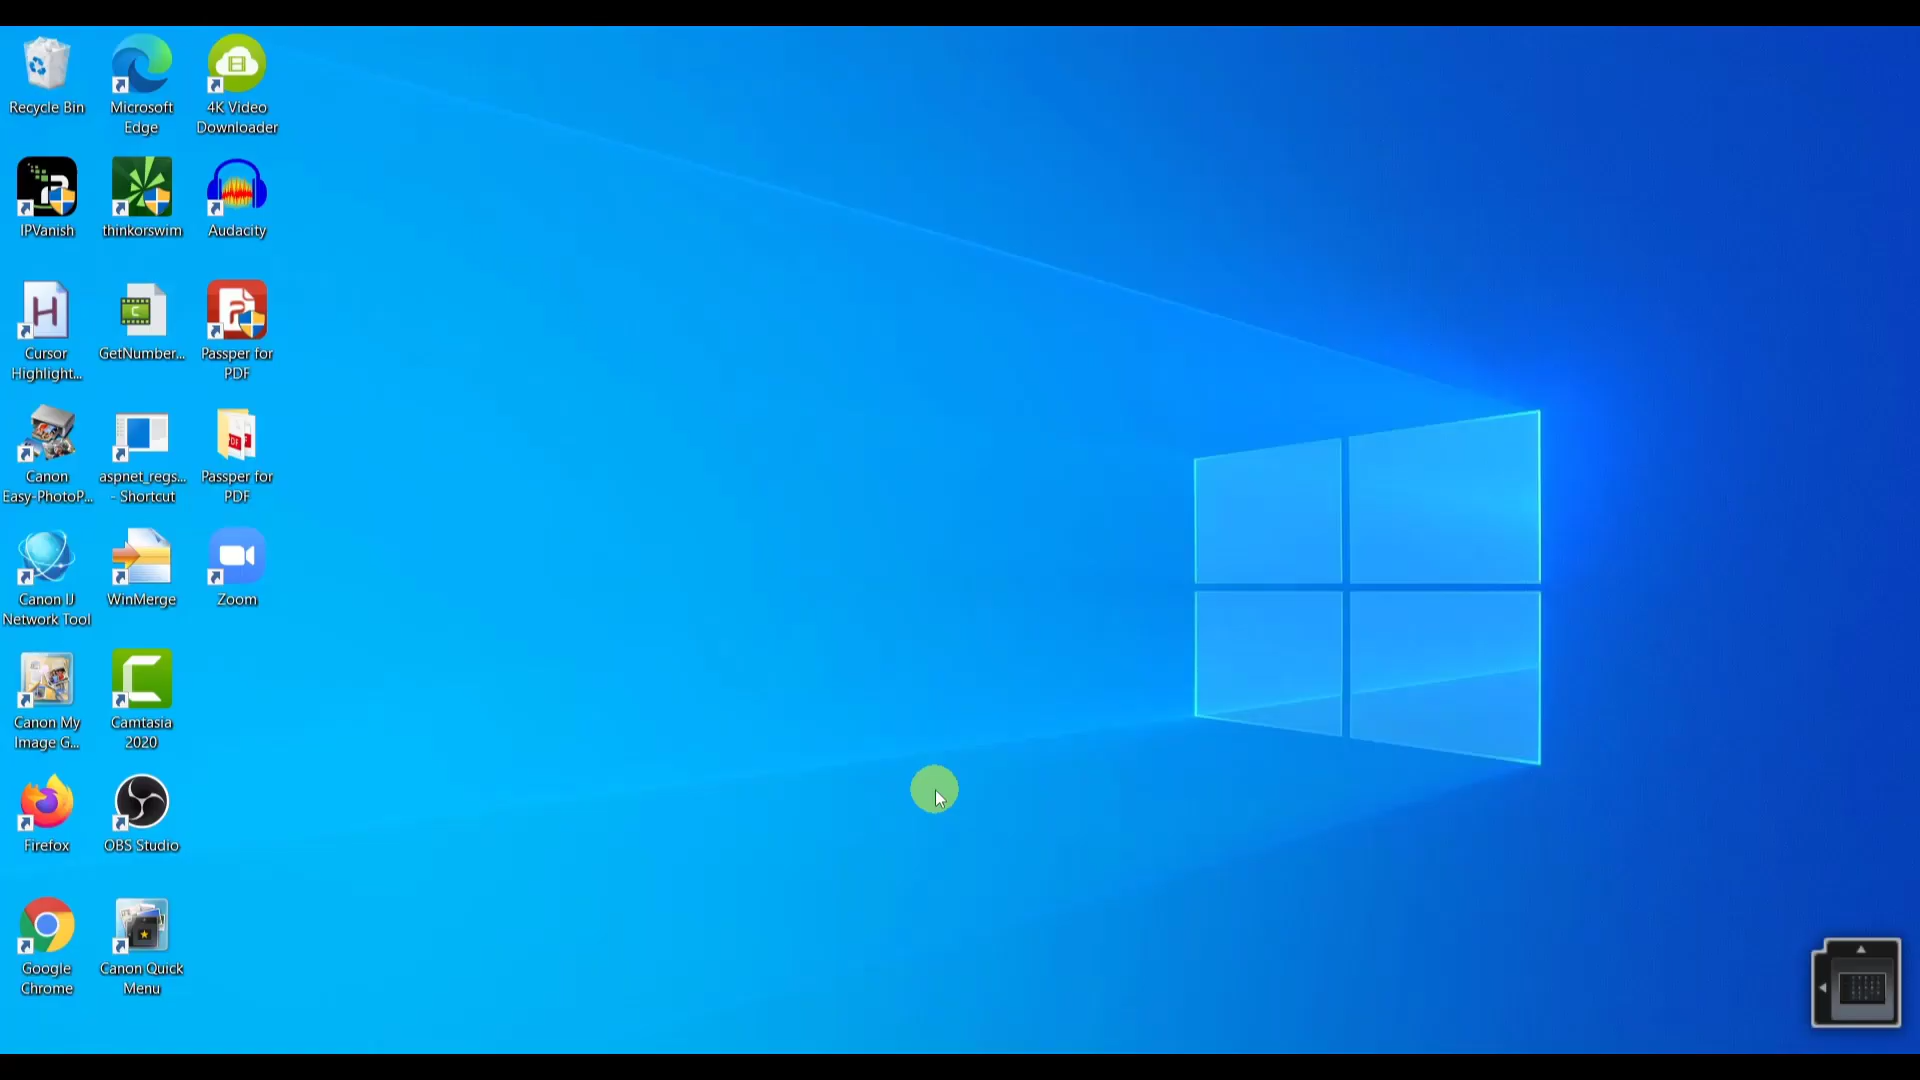 Recycle Bin
Microsoft
Edge
4K Video
Downloader
IPVanish
thinkorswim
Audacity
Cursor
Highlight...
GetNumber...
Passper for
PDF
Canon
Easy-PhotoP...
aspnet_regs...
- Shortcut
Passper for
PDF
Canon IJ
Network Tool
WinMerge
Zoom
Canon My
Image G...
Camtasia
2020
Firefox
OBS Studio
Google
Chrome
Canon Quick
Menu